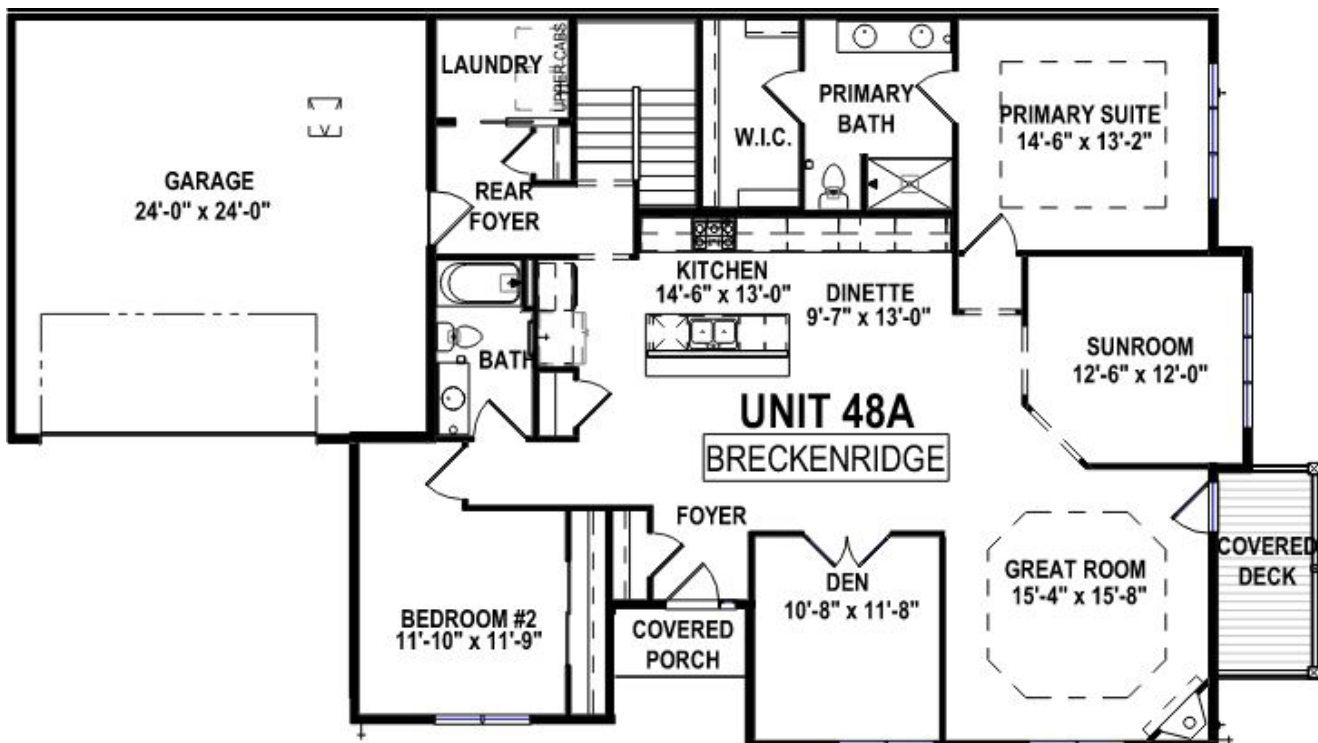 LAUNDRY
UPPER CABS
GARAGE
24'-0" x 24'-0"
REAR
FOYER
W.I.C.
PRIMARY
BATH
PRIMARY SUITE
14'-6" x 13'-2"
KITCHEN
14'-6" x 13'-0"
DINETTE
9'-7" x 13'-0"
SUNROOM
12'-6" x 12'-0"
BATH
UNIT 48A
BRECKENRIDGE
FOYER
COVERED
DECK
GREAT ROOM
15'-4" x 15'-8"
DEN
10'-8" x 11'-8"
BEDROOM #2
11'-10" x 11'-9"
COVERED
PORCH